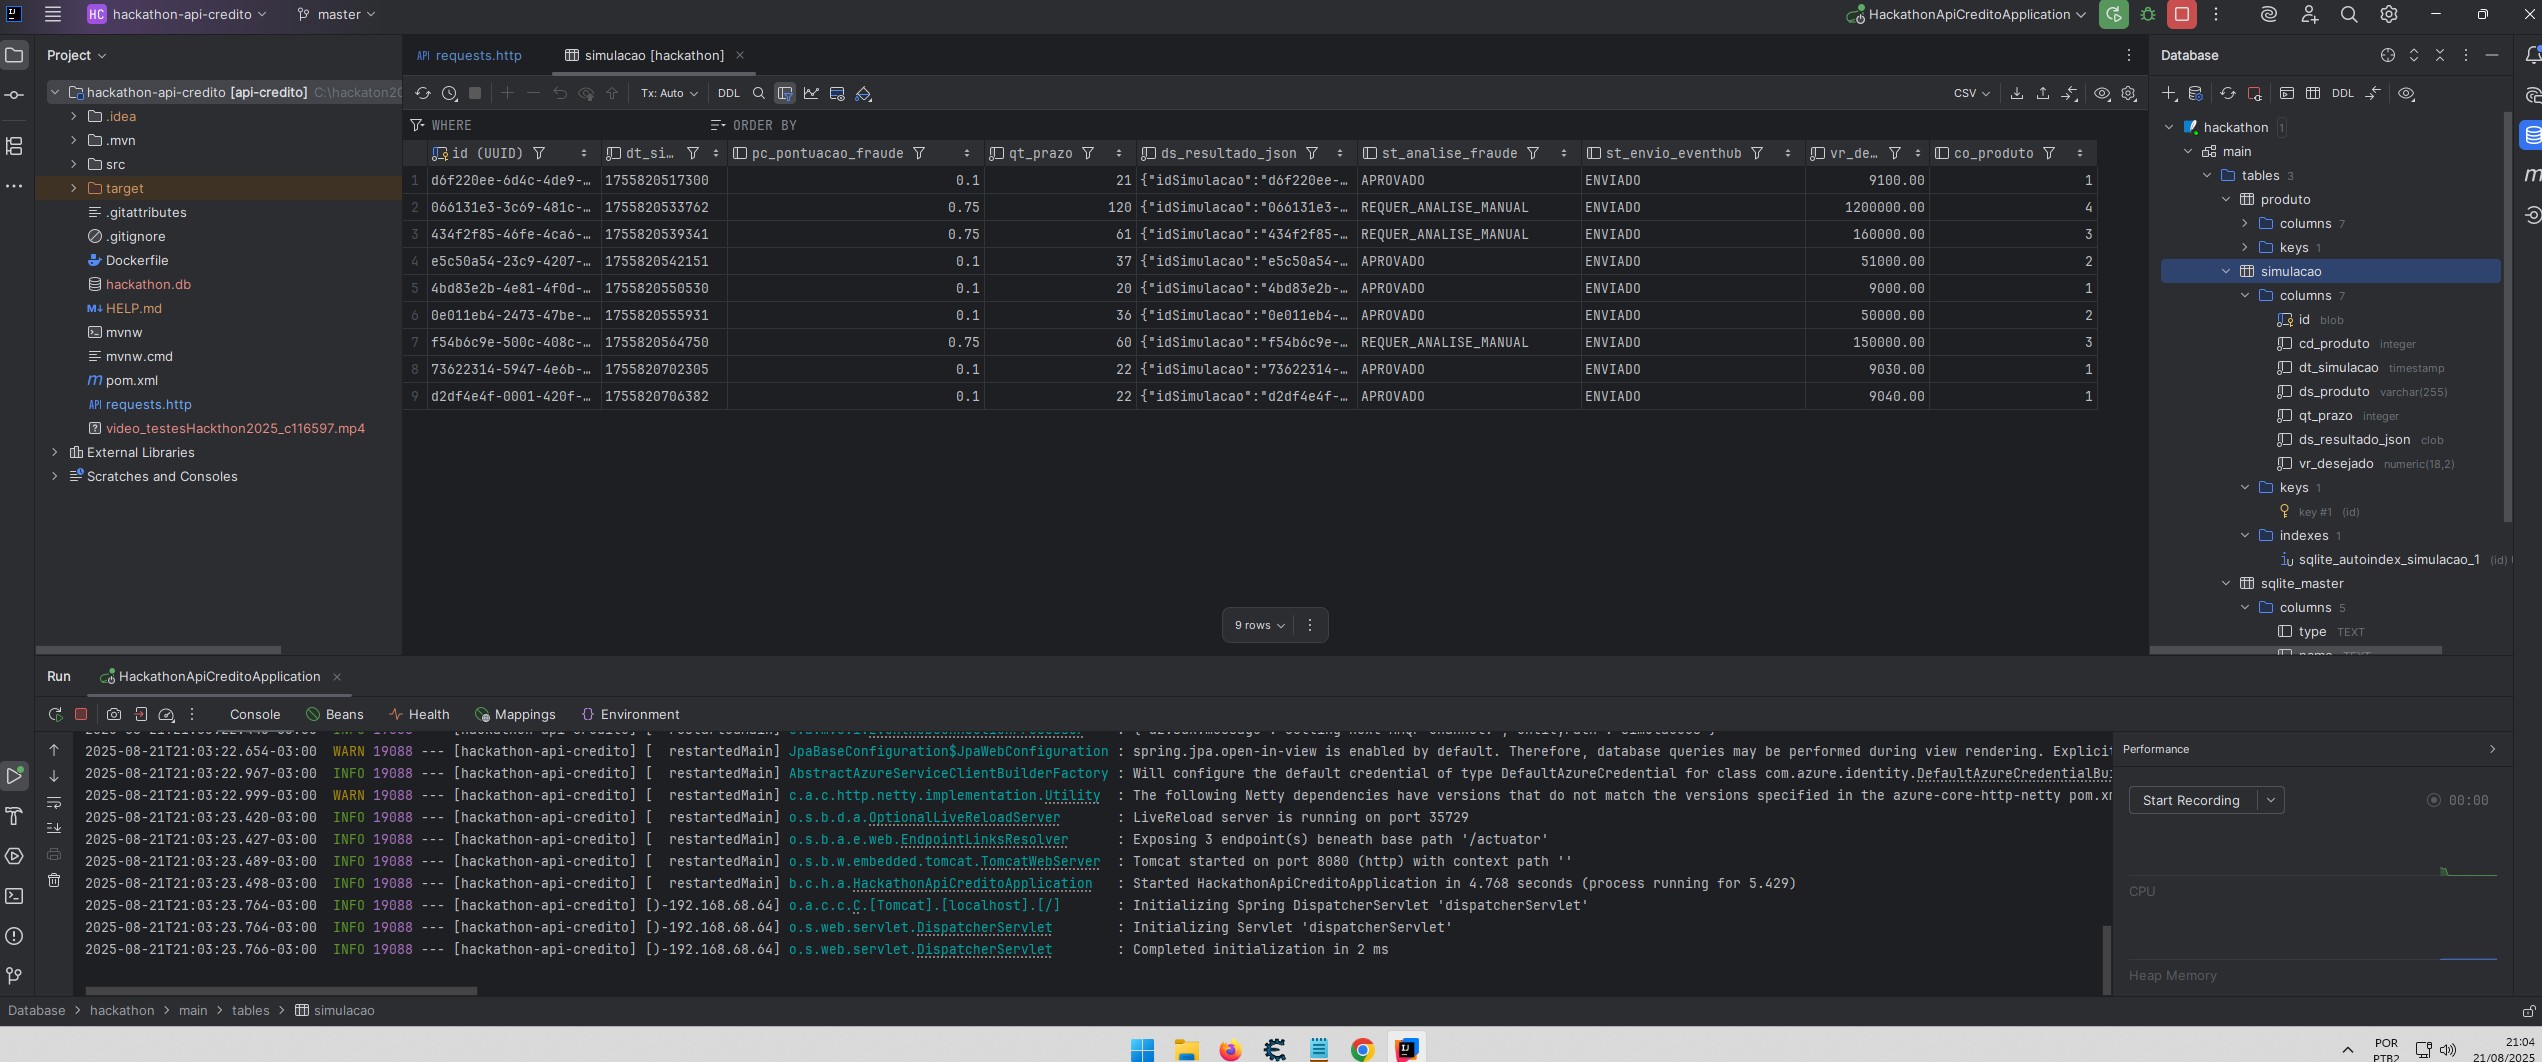 HC hackathon-api-credito master HackathonApiCreditoApplication
Project
hackathon-api-credito [api-credito] C:\hackaton20
.idea
.mvn
src
target
.gitattributes
.gitignore
Dockerfile
hackathon.db
HELP.md
mvnw
mvnw.cmd
pom.xml
requests.http
video_testesHackthon2025_c116597.mp4
External Libraries
Scratches and Consoles
API requests.http simulacao [hackathon]
Tx: Auto DDL CSV
WHERE ORDER BY
id (UUID) dt_si… pc_pontuacao_fraude qt_prazo ds_resultado_json st_analise_fraude st_envio_eventhub vr_de… co_produto
1 d6f220ee-6d4c-4de9-… 1755820517300 0.1 21 {"idSimulacao":"d6f220ee-… APROVADO ENVIADO 9100.00 1
2 066131e3-3c69-481c-… 1755820533762 0.75 120 {"idSimulacao":"066131e3-… REQUER_ANALISE_MANUAL ENVIADO 1200000.00 4
3 434f2f85-46fe-4ca6-… 1755820539341 0.75 61 {"idSimulacao":"434f2f85-… REQUER_ANALISE_MANUAL ENVIADO 160000.00 3
4 e5c50a54-23c9-4207-… 1755820542151 0.1 37 {"idSimulacao":"e5c50a54-… APROVADO ENVIADO 51000.00 2
5 4bd83e2b-4e81-4f0d-… 1755820550530 0.1 20 {"idSimulacao":"4bd83e2b-… APROVADO ENVIADO 9000.00 1
6 0e011eb4-2473-47be-… 1755820555931 0.1 36 {"idSimulacao":"0e011eb4-… APROVADO ENVIADO 50000.00 2
7 f54b6c9e-500c-408c-… 1755820564750 0.75 60 {"idSimulacao":"f54b6c9e-… REQUER_ANALISE_MANUAL ENVIADO 150000.00 3
8 73622314-5947-4e6b-… 1755820702305 0.1 22 {"idSimulacao":"73622314-… APROVADO ENVIADO 9030.00 1
9 d2df4e4f-0001-420f-… 1755820706382 0.1 22 {"idSimulacao":"d2df4e4f-… APROVADO ENVIADO 9040.00 1
9 rows
Database
DDL
hackathon 1
main
tables 3
produto
columns 7
keys 1
simulacao
columns 7
id blob
cd_produto integer
dt_simulacao timestamp
ds_produto varchar(255)
qt_prazo integer
ds_resultado_json clob
vr_desejado numeric(18,2)
keys 1
key #1 (id)
indexes 1
sqlite_autoindex_simulacao_1 (id)
sqlite_master
columns 5
type TEXT
Run HackathonApiCreditoApplication
Console Beans Health Mappings Environment
2025-08-21T21:03:22.654-03:00 WARN 19088 --- [hackathon-api-credito] [ restartedMain] JpaBaseConfiguration$JpaWebConfiguration : spring.jpa.open-in-view is enabled by default. Therefore, database queries may be performed during view rendering. Explicit
2025-08-21T21:03:22.967-03:00 INFO 19088 --- [hackathon-api-credito] [ restartedMain] AbstractAzureServiceClientBuilderFactory : Will configure the default credential of type DefaultAzureCredential for class com.azure.identity.DefaultAzureCredentialBui
2025-08-21T21:03:22.999-03:00 WARN 19088 --- [hackathon-api-credito] [ restartedMain] c.a.c.http.netty.implementation.Utility : The following Netty dependencies have versions that do not match the versions specified in the azure-core-http-netty pom.xm
2025-08-21T21:03:23.420-03:00 INFO 19088 --- [hackathon-api-credito] [ restartedMain] o.s.b.d.a.OptionalLiveReloadServer : LiveReload server is running on port 35729
2025-08-21T21:03:23.427-03:00 INFO 19088 --- [hackathon-api-credito] [ restartedMain] o.s.b.a.e.web.EndpointLinksResolver : Exposing 3 endpoint(s) beneath base path '/actuator'
2025-08-21T21:03:23.489-03:00 INFO 19088 --- [hackathon-api-credito] [ restartedMain] o.s.b.w.embedded.tomcat.TomcatWebServer : Tomcat started on port 8080 (http) with context path ''
2025-08-21T21:03:23.498-03:00 INFO 19088 --- [hackathon-api-credito] [ restartedMain] b.c.h.a.HackathonApiCreditoApplication : Started HackathonApiCreditoApplication in 4.768 seconds (process running for 5.429)
2025-08-21T21:03:23.764-03:00 INFO 19088 --- [hackathon-api-credito] [)-192.168.68.64] o.a.c.c.C.[Tomcat].[localhost].[/] : Initializing Spring DispatcherServlet 'dispatcherServlet'
2025-08-21T21:03:23.764-03:00 INFO 19088 --- [hackathon-api-credito] [)-192.168.68.64] o.s.web.servlet.DispatcherServlet : Initializing Servlet 'dispatcherServlet'
2025-08-21T21:03:23.766-03:00 INFO 19088 --- [hackathon-api-credito] [)-192.168.68.64] o.s.web.servlet.DispatcherServlet : Completed initialization in 2 ms
Performance
Start Recording 00:00
CPU
Heap Memory
Database hackathon main tables simulacao
POR
PTB2
21:04
21/08/2025